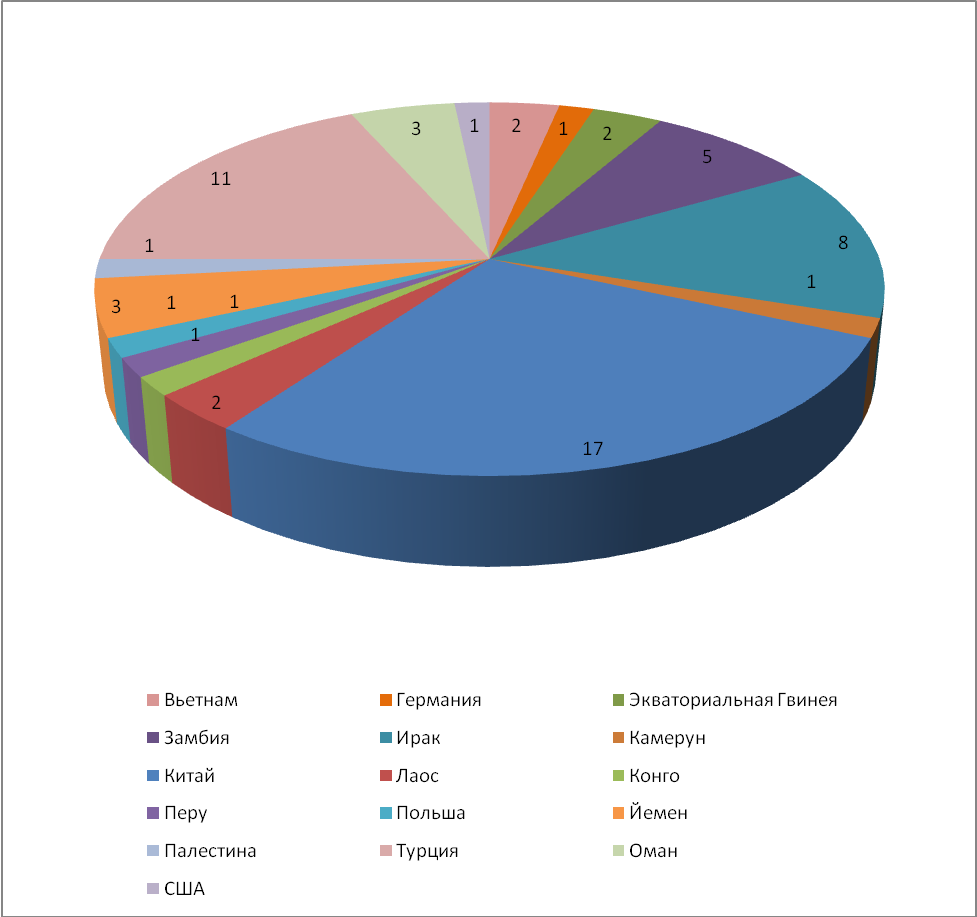 3
1
2
1
2
5
11
8
1
1
3
1
1
1
2
17
Вьетнам
Германия
Экваториальная Гвинея
Замбия
Ирак
Камерун
Китай
Лаос
Конго
Перу
Польша
Йемен
Палестина
Турция
Оман
США